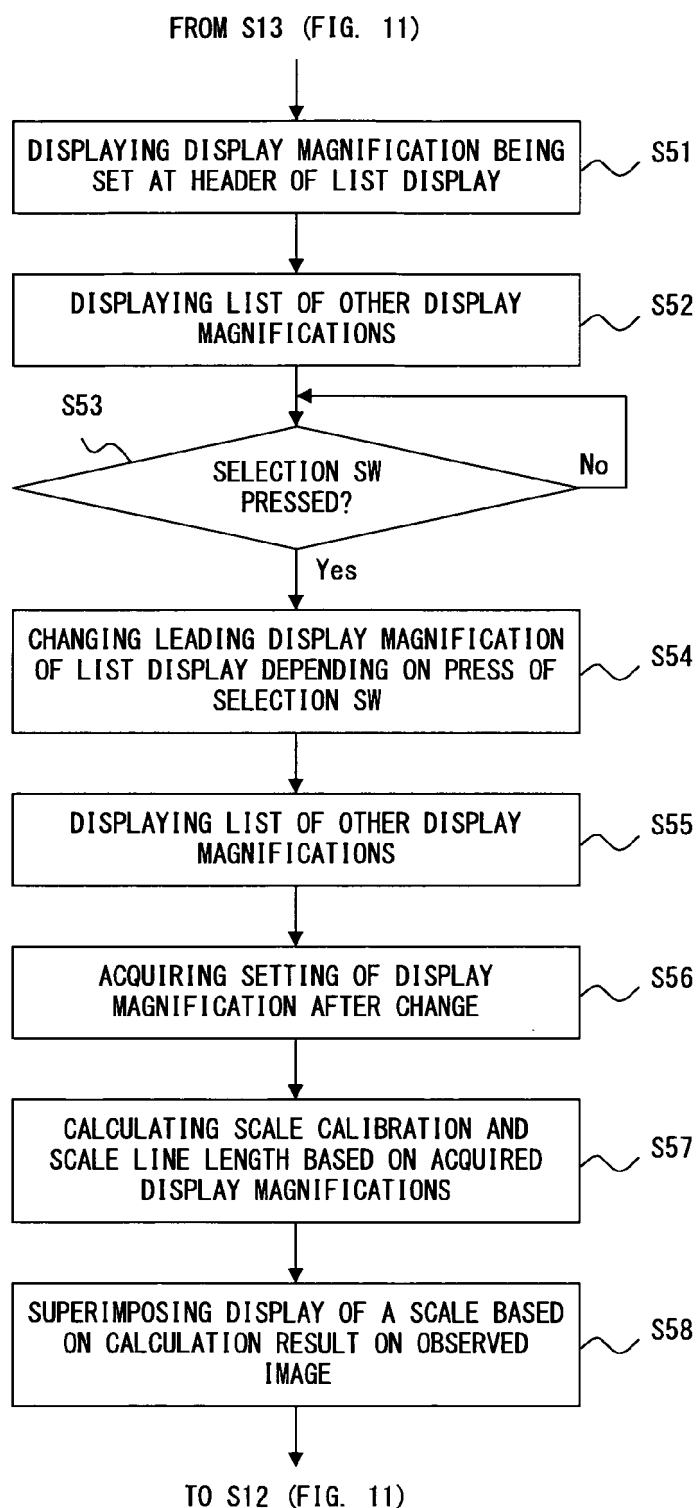 FROM S13 (FIG. 11)
DISPLAYING DISPLAY MAGNIFICATION BEING
SET AT HEADER OF LIST DISPLAY
S51
DISPLAYING LIST OF OTHER DISPLAY
MAGNIFICATIONS
S52
S53
SELECTION SW
PRESSED?
No
Yes
CHANGING LEADING DISPLAY MAGNIFICATION
OF LIST DISPLAY DEPENDING ON PRESS OF
SELECTION SW
S54
DISPLAYING LIST OF OTHER DISPLAY
MAGNIFICATIONS
S55
ACQUIRING SETTING OF DISPLAY
MAGNIFICATION AFTER CHANGE
S56
CALCULATING SCALE CALIBRATION AND
SCALE LINE LENGTH BASED ON ACQUIRED
DISPLAY MAGNIFICATIONS
S57
SUPERIMPOSING DISPLAY OF A SCALE BASED
ON CALCULATION RESULT ON OBSERVED
IMAGE
S58
TO S12 (FIG. 11)